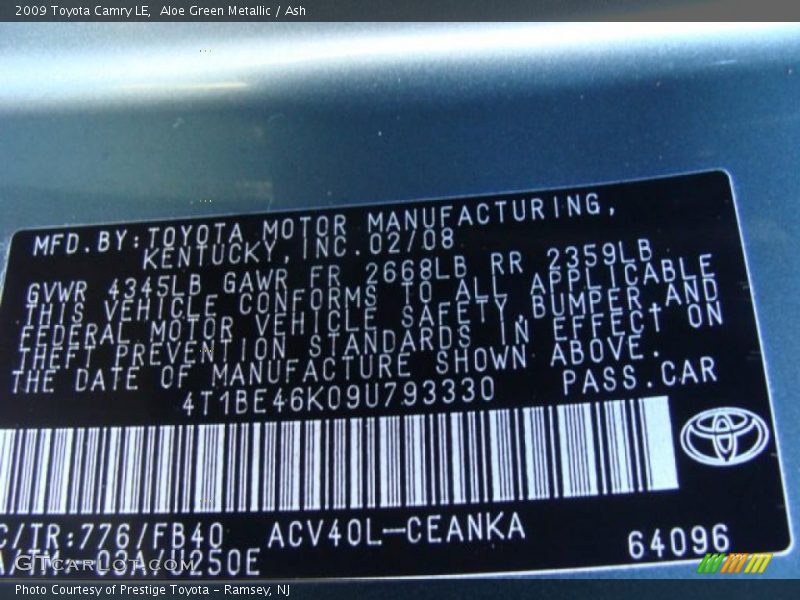 2009 Toyota Camry LE,  Aloe Green Metallic / Ash
MFD.BY:TOYOTA MOTOR MANUFACTURING,
KENTUCKY,INC.02/08
GVWR 4345LB GAWR FR 2668LB RR 2359LB
THIS VEHICLE CONFORMS TO ALL APPLICABLE
FEDERAL MOTOR VEHICLE SAFETY,BUMPER,AND
THEFT PREVENTION STANDARDS IN EFFECT ON
THE DATE OF MANUFACTURE SHOWN ABOVE.
4T1BE46K09U793330 PASS.CAR
C/TR:776/FB40 ACV40L-CEANKA
A/TM:-03A/U250E 64096
GTCarLot.com
Photo Courtesy of Prestige Toyota - Ramsey, NJ